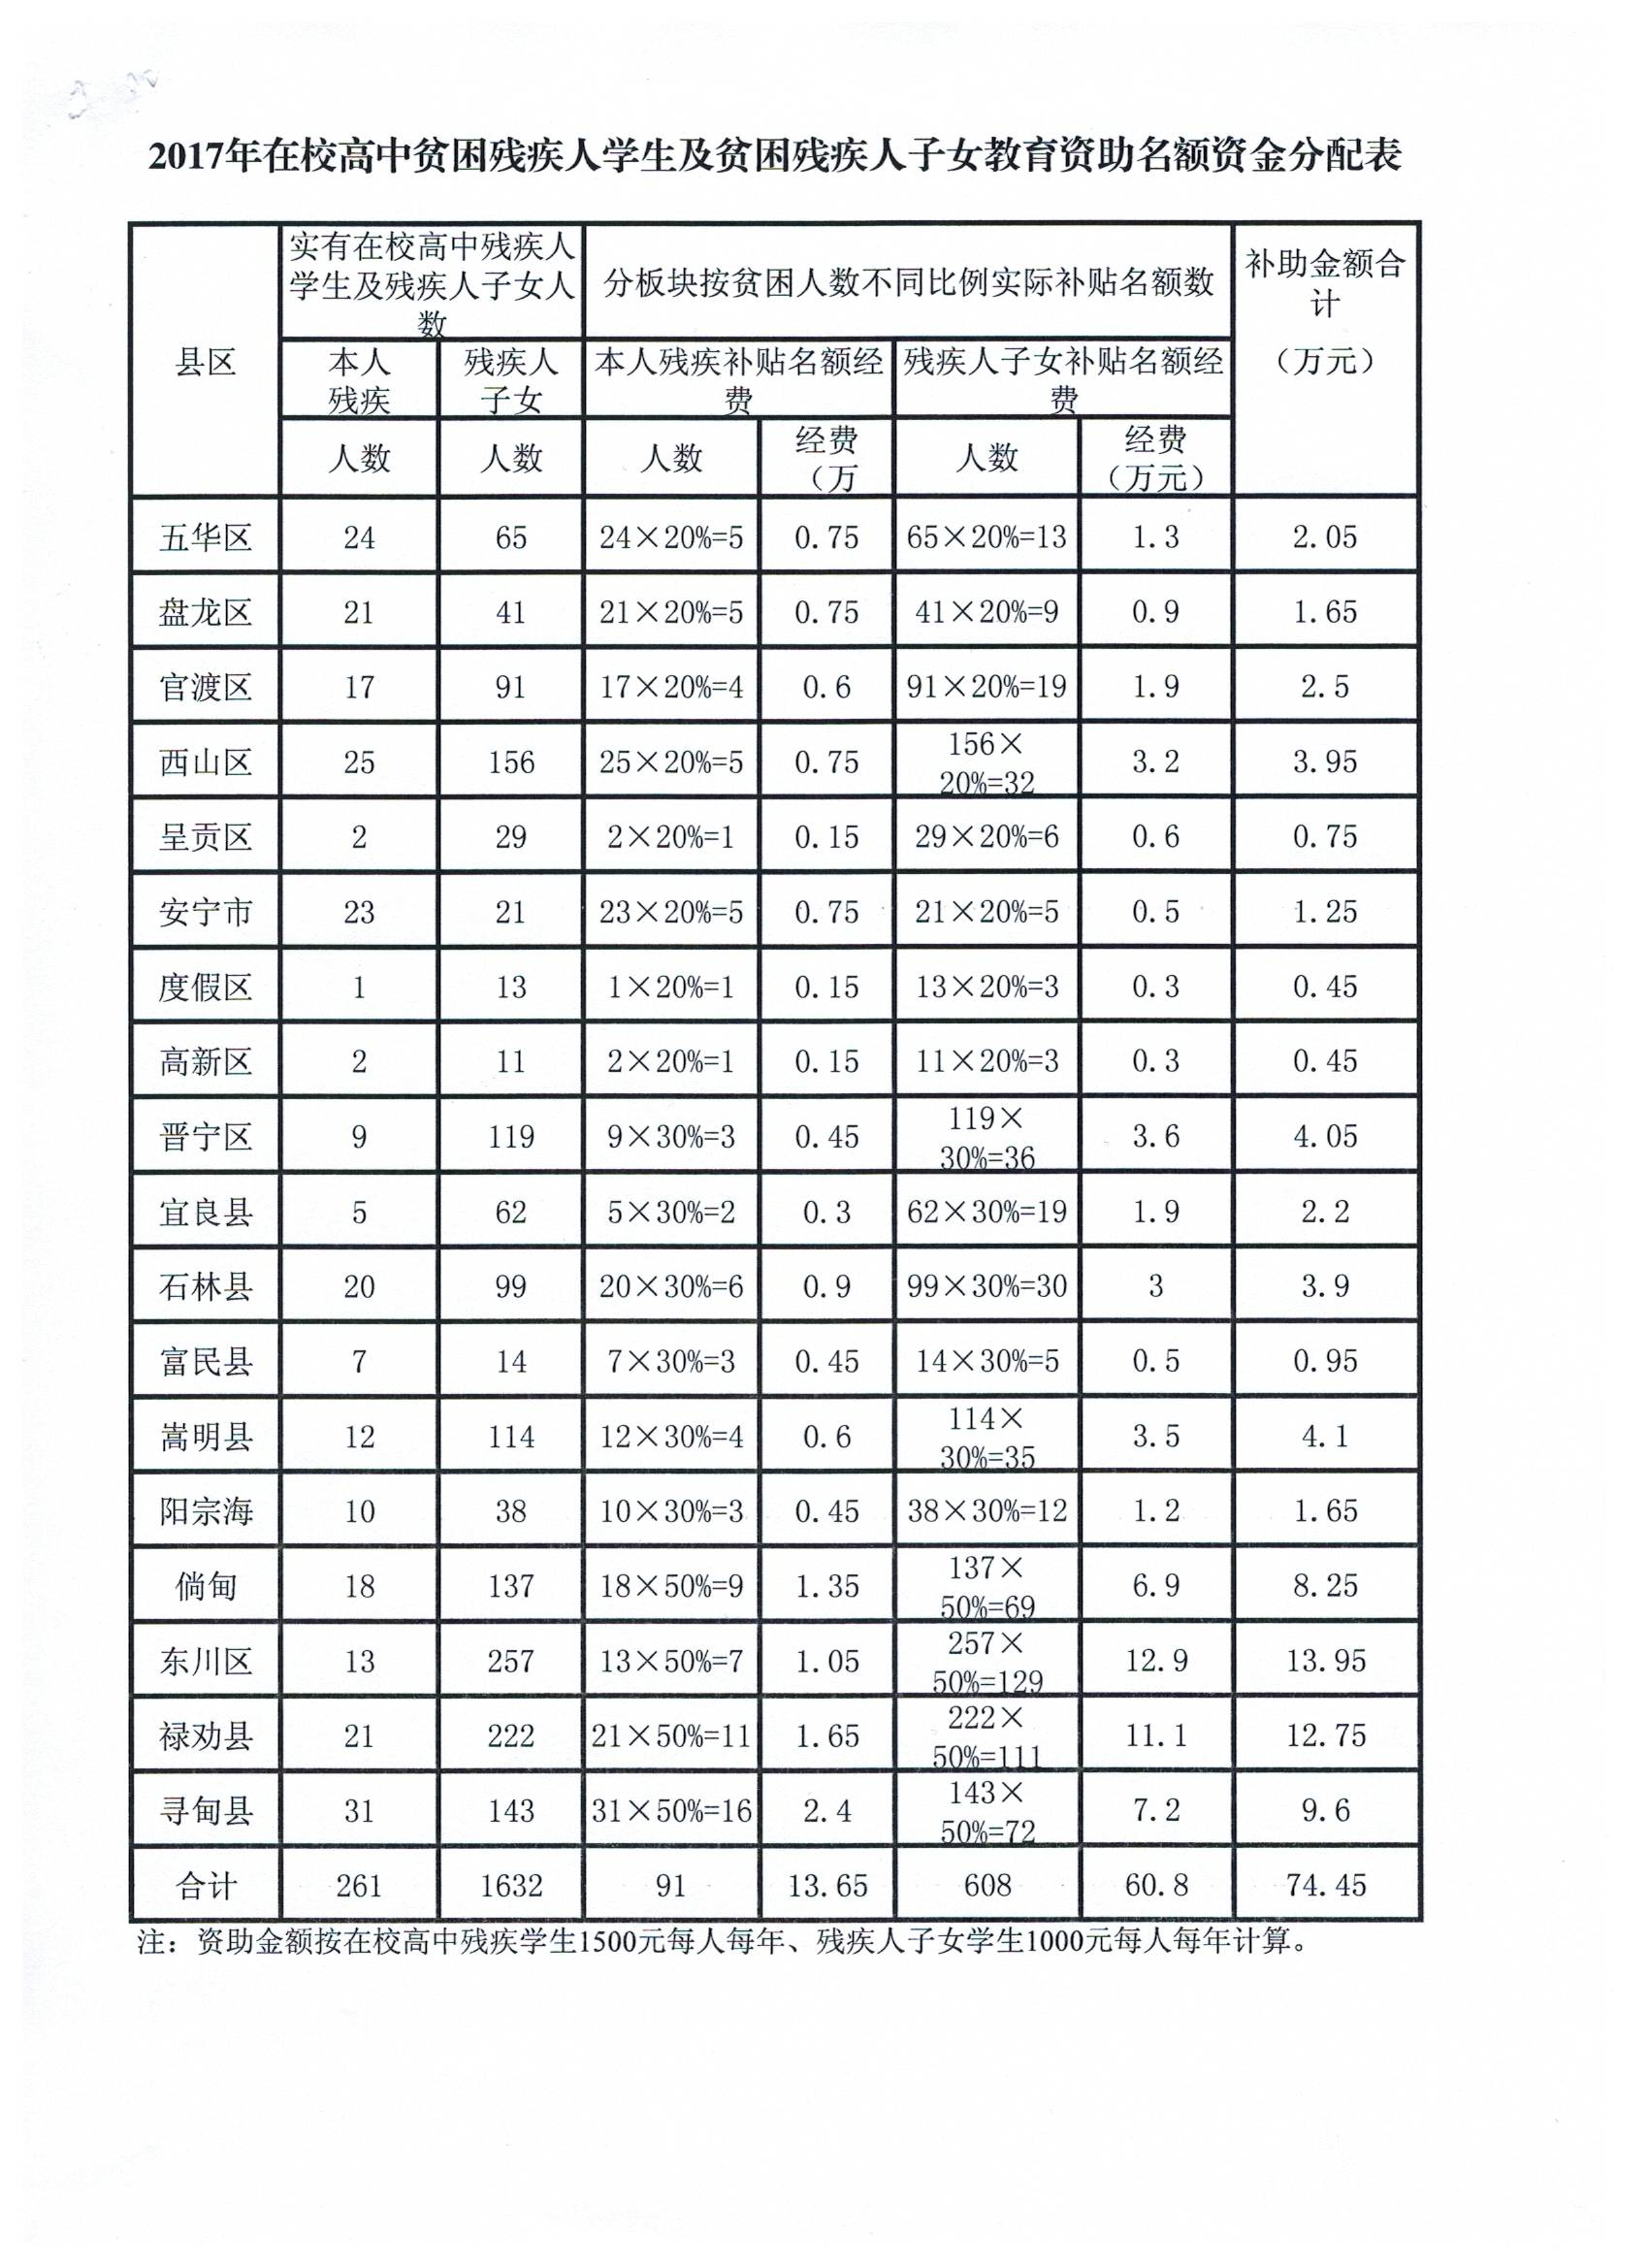 2017年在校高中贫困残疾人学生及贫困残疾人子女教育资助名额资金分配表
县区
实有在校高中残疾人
学生及残疾人子女人
数
分板块按贫困人数不同比例实际补贴名额数
补助金额合
计
（万元）
本人
残疾
残疾人
子女
本人残疾补贴名额经
费
残疾人子女补贴名额经
费
人数 人数 人数 经费
（万 人数 经费
（万元）
五华区 24 65 24×20%=5 0.75 65×20%=13 1.3 2.05
盘龙区 21 41 21×20%=5 0.75 41×20%=9 0.9 1.65
官渡区 17 91 17×20%=4 0.6 91×20%=19 1.9 2.5
西山区 25 156 25×20%=5 0.75 156×
20%=32 3.2 3.95
呈贡区 2 29 2×20%=1 0.15 29×20%=6 0.6 0.75
安宁市 23 21 23×20%=5 0.75 21×20%=5 0.5 1.25
度假区 1 13 1×20%=1 0.15 13×20%=3 0.3 0.45
高新区 2 11 2×20%=1 0.15 11×20%=3 0.3 0.45
晋宁区 9 119 9×30%=3 0.45 119×
30%=36 3.6 4.05
宜良县 5 62 5×30%=2 0.3 62×30%=19 1.9 2.2
石林县 20 99 20×30%=6 0.9 99×30%=30 3 3.9
富民县 7 14 7×30%=3 0.45 14×30%=5 0.5 0.95
嵩明县 12 114 12×30%=4 0.6 114×
30%=35 3.5 4.1
阳宗海 10 38 10×30%=3 0.45 38×30%=12 1.2 1.65
倘甸 18 137 18×50%=9 1.35 137×
50%=69 6.9 8.25
东川区 13 257 13×50%=7 1.05 257×
50%=129 12.9 13.95
禄劝县 21 222 21×50%=11 1.65 222×
50%=111 11.1 12.75
寻甸县 31 143 31×50%=16 2.4 143×
50%=72 7.2 9.6
合计 261 1632 91 13.65 608 60.8 74.45
注：资助金额按在校高中残疾学生1500元每人每年、残疾人子女学生1000元每人每年计算。